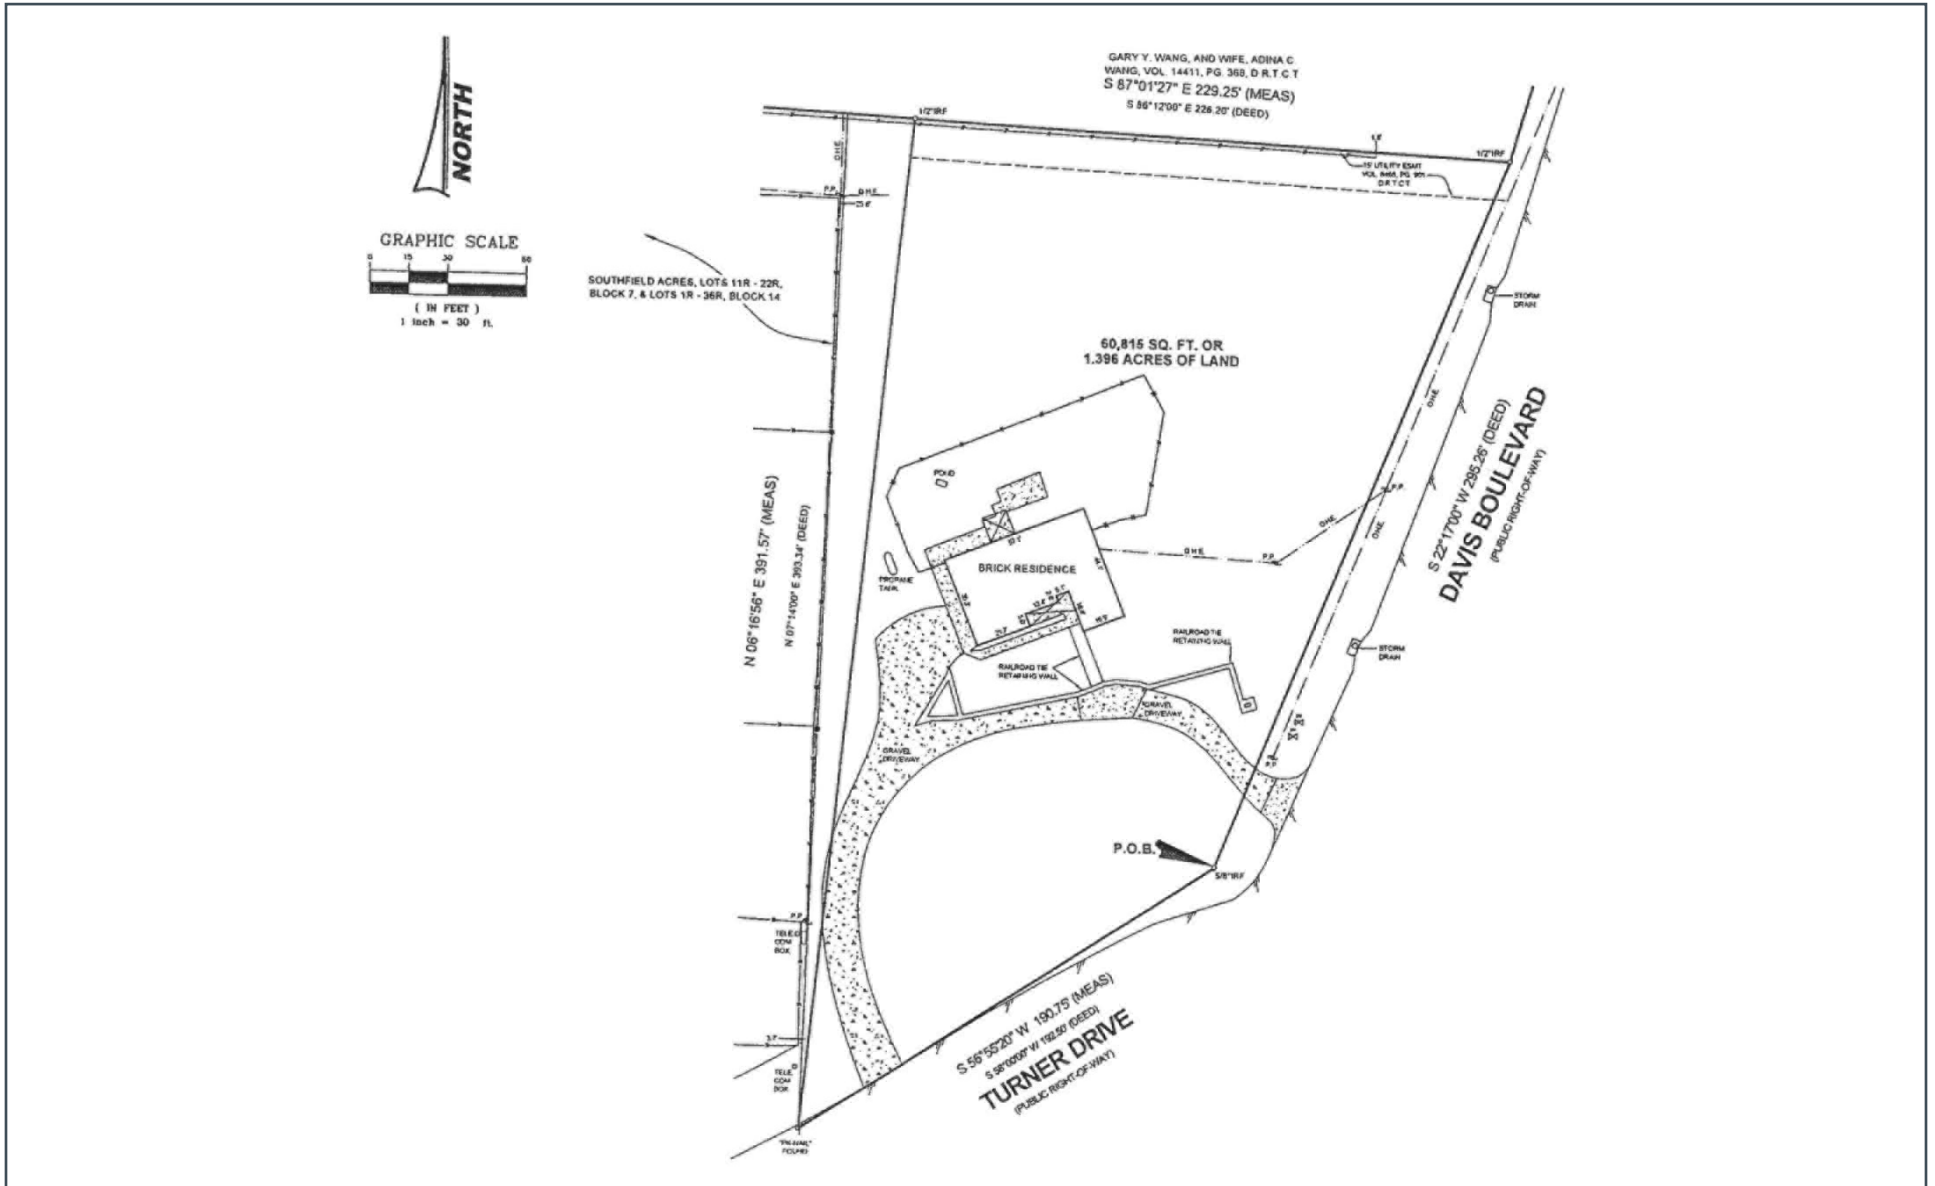 GARY Y. WANG, AND WIFE, ADINA C.
WANG, VOL. 14411, PG. 368, D.R.T.C.T.
S 87°01'27" E 229.25' (MEAS)
S 86°12'00" E 226.20' (DEED)
NORTH
GRAPHIC SCALE
0 15 30 60
( IN FEET )
1 inch = 30 ft.
1/2"IRF
1/2"IRF
1.8'
15' UTILITY ESMT
D.R.T.C.T.
O.H.E.
P.P.
O.H.E.
SOUTHFIELD ACRES, LOTS 11R - 22R,
BLOCK 7, & LOTS 1R - 36R, BLOCK 14
STORM
DRAIN
60,815 SQ. FT. OR
1.396 ACRES OF LAND
O.H.E.
S 22°17'00" W 295.26' (DEED)
DAVIS BOULEVARD
(PUBLIC RIGHT-OF-WAY)
N 06°16'56" E 391.57' (MEAS)
N 07°14'00" E 393.34' (DEED)
POND
P.P.
O.H.E.
O.H.E.
O.H.E.
P.P.
BRICK RESIDENCE
PROPANE
TANK
RAILROAD TIE
RETAINING WALL
STORM
DRAIN
RAILROAD TIE
RETAINING WALL
GRAVEL
DRIVEWAY
GRAVEL
DRIVEWAY
P.P.
P.O.B.
5/8"IRF
P.P.
TELE
COM
BOX
S 56°55'20" W 190.75' (MEAS)
S 58°00'00" W 192.50' (DEED)
TURNER DRIVE
(PUBLIC RIGHT-OF-WAY)
TELE
COM
BOX
FOUND